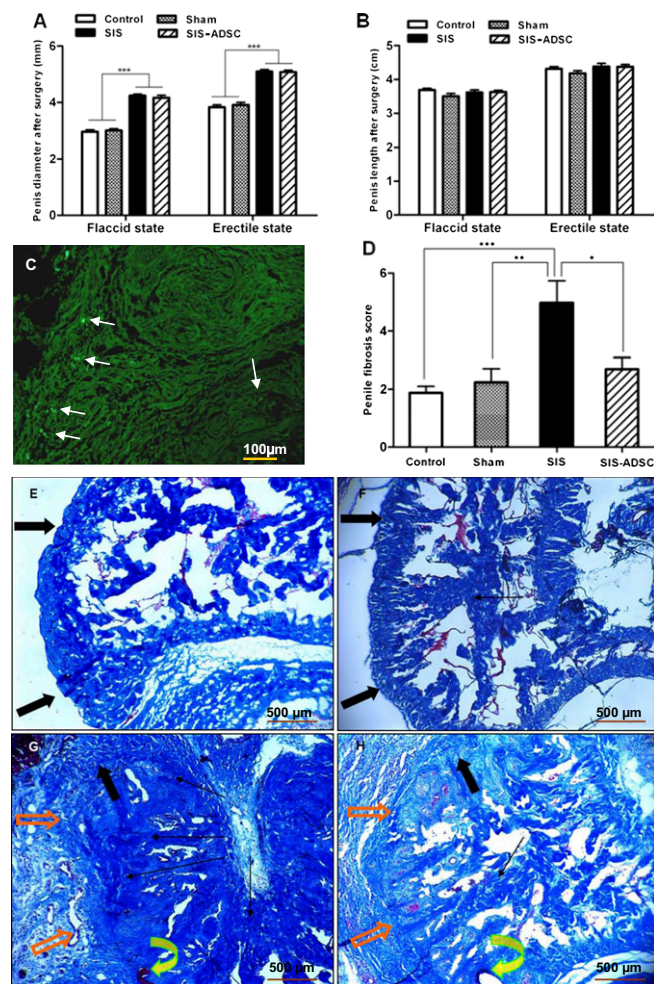 A
Control
Sham
SIS
SIS-ADSC
***
***
Penis diameter after surgery (mm)
6
4
2
0
Flaccid state
Erectile state
B
Control
Sham
SIS
SIS-ADSC
Penis length after surgery (cm)
5
4
3
2
1
0
Flaccid state
Erectile state
C
100μm
D
***
**
*
Penile fibrosis score
6
4
2
0
Control
Sham
SIS
SIS-ADSC
E
500 μm
F
500 μm
G
500 μm
H
500 μm